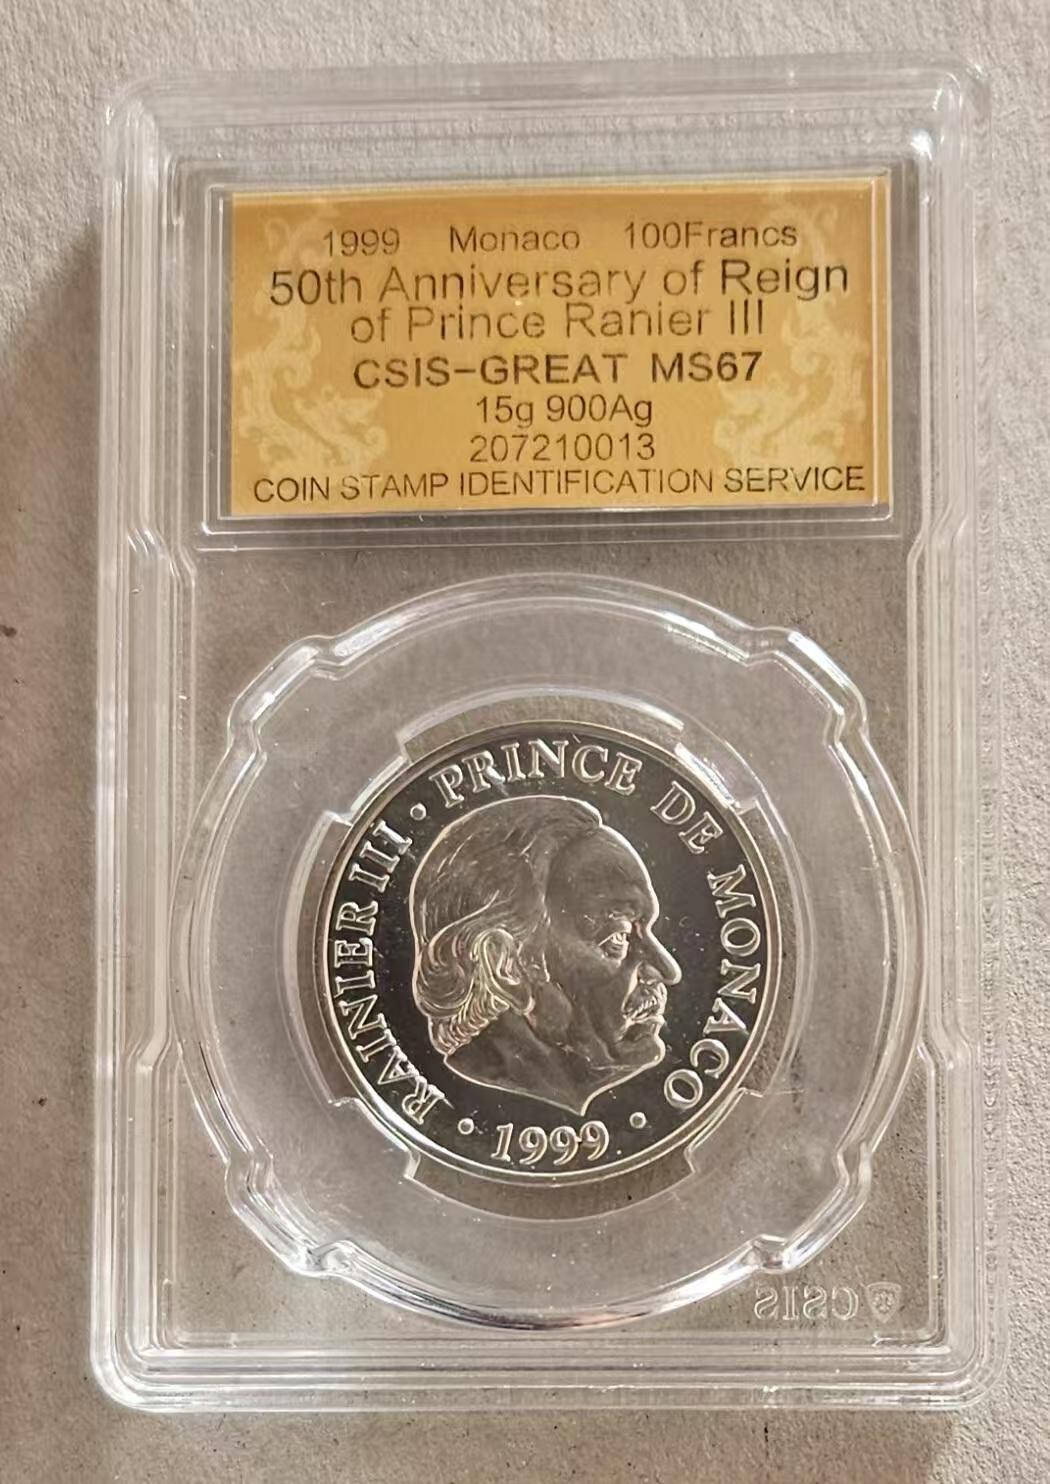 1999 Monaco 100Francs
50th Anniversary of Reign
of Prince Ranier III
CSIS-GREAT MS67
15g 900Ag
207210013
COIN STAMP IDENTIFICATION SERVICE
RAINIER III • PRINCE DE MONACO
• 1999 •
CSIS